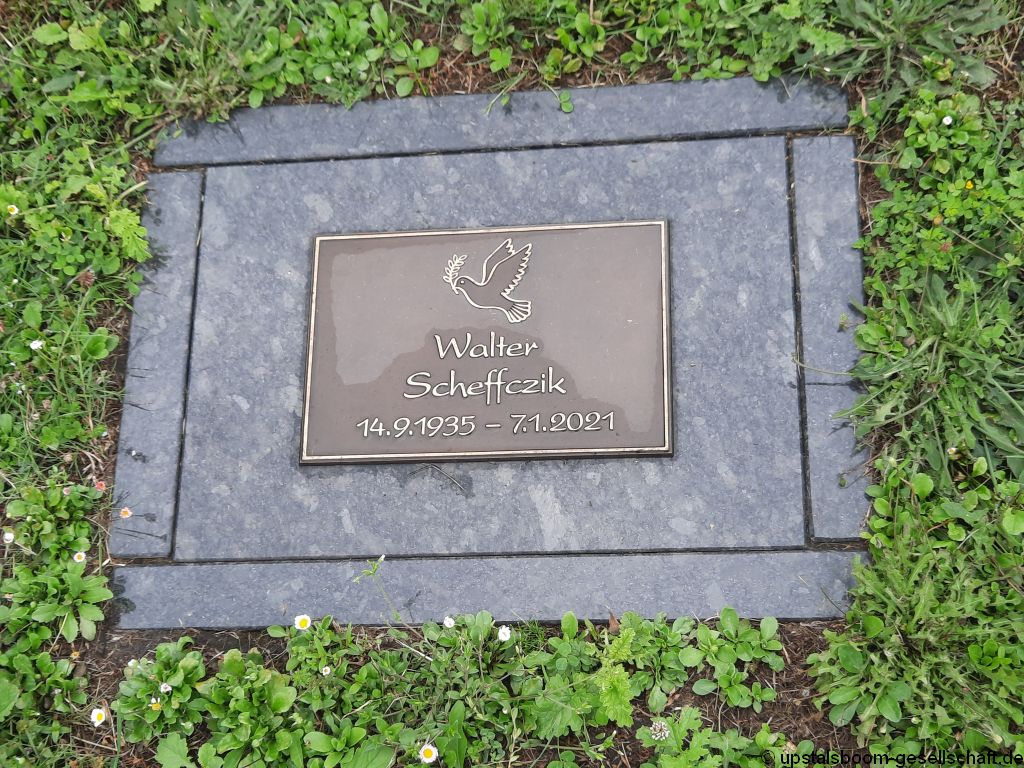 Walter
Scheffczik
14.9.1935 – 7.1.2021
© upstalsboom-gesellschaft.de